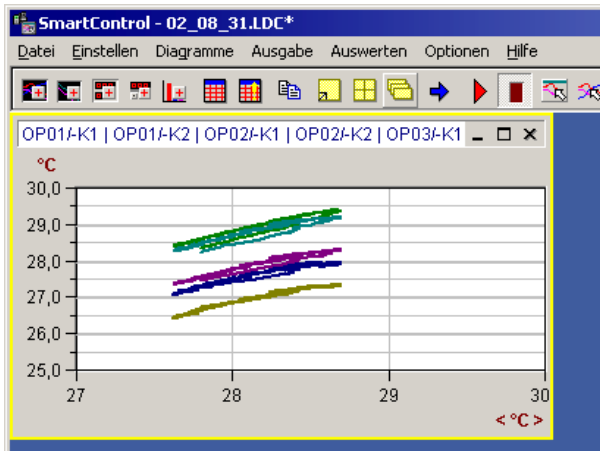 SmartControl - 02_08_31.LDC*
Datei Einstellen Diagramme Ausgabe Auswerten Optionen Hilfe
OP01/-K1 | OP01/-K2 | OP02/-K1 | OP02/-K2 | OP03/-K1
°C
30,0
29,0
28,0
27,0
26,0
25,0
27 28 29 30
< °C >